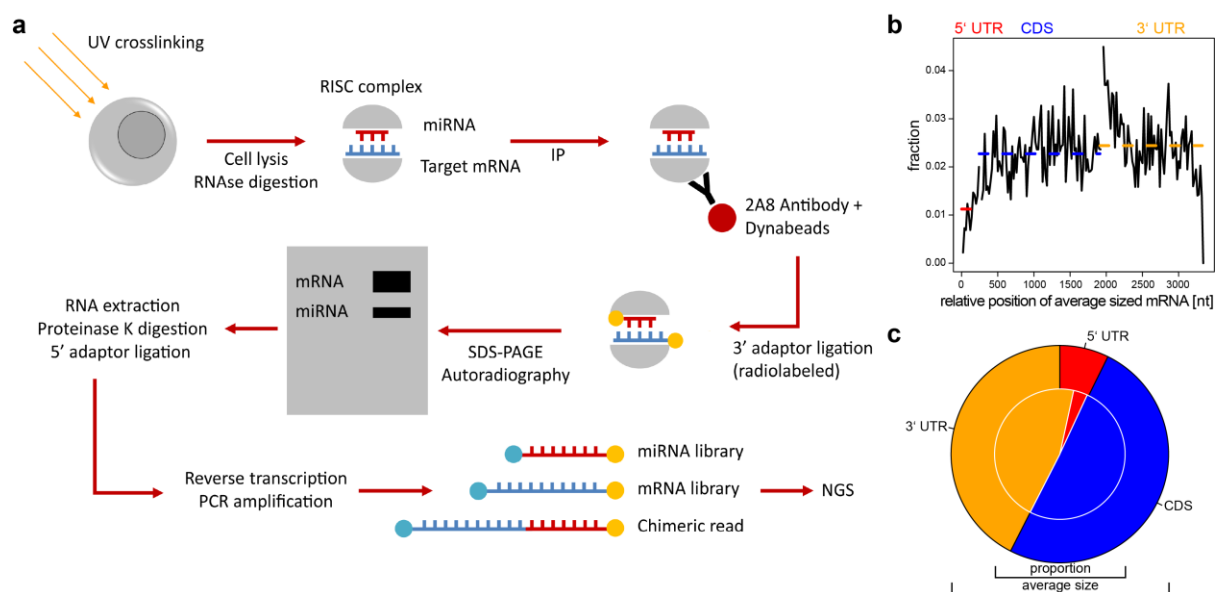 a
UV crosslinking
RISC complex
miRNA
Target mRNA
Cell lysis
RNAse digestion
IP
2A8 Antibody +
Dynabeads
mRNA
miRNA
RNA extraction
Proteinase K digestion
5' adaptor ligation
SDS-PAGE
Autoradiography
3' adaptor ligation
(radiolabeled)
Reverse transcription
PCR amplification
miRNA library
mRNA library
Chimeric read
NGS
b
5' UTR CDS 3' UTR
fraction
0.04
0.03
0.02
0.01
0.00
0 500 1000 1500 2000 2500 3000
relative position of average sized mRNA [nt]
c
5' UTR
3' UTR
CDS
proportion
average size